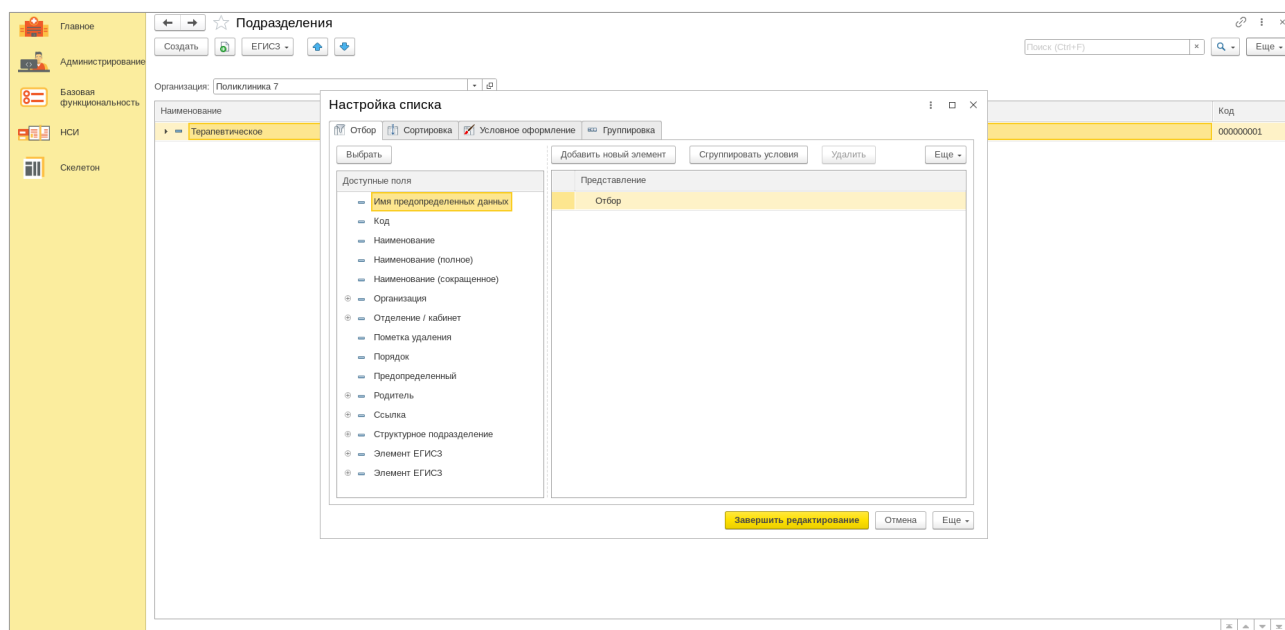 Главное
Администрирование
Базовая
функциональность
НСИ
Скелетон
Подразделения
Создать
ЕГИСЗ
Поиск (Ctrl+F)
Еще
Организация: Поликлиника 7
Наименование
Код
Терапевтическое
000000001
Настройка списка
Отбор
Сортировка
Условное оформление
Группировка
Выбрать
Добавить новый элемент
Сгруппировать условия
Удалить
Еще
Доступные поля
Представление
Имя предопределенных данных
Отбор
Код
Наименование
Наименование (полное)
Наименование (сокращенное)
Организация
Отделение / кабинет
Пометка удаления
Порядок
Предопределенный
Родитель
Ссылка
Структурное подразделение
Элемент ЕГИСЗ
Элемент ЕГИСЗ
Завершить редактирование
Отмена
Еще